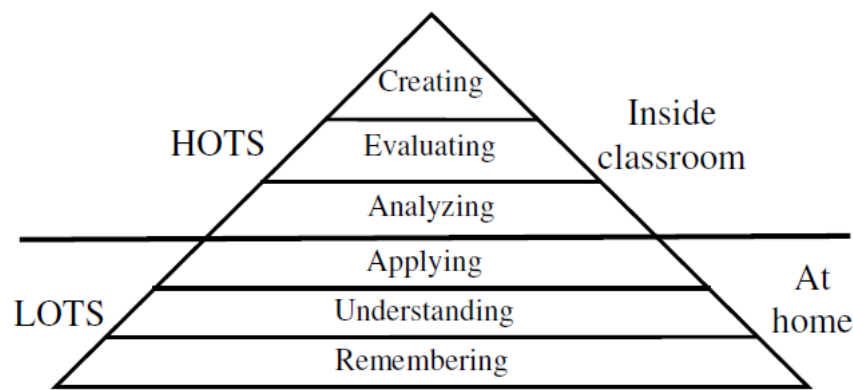 Creating
HOTS
Evaluating
Inside
classroom
Analyzing
Applying
LOTS
Understanding
At
home
Remembering